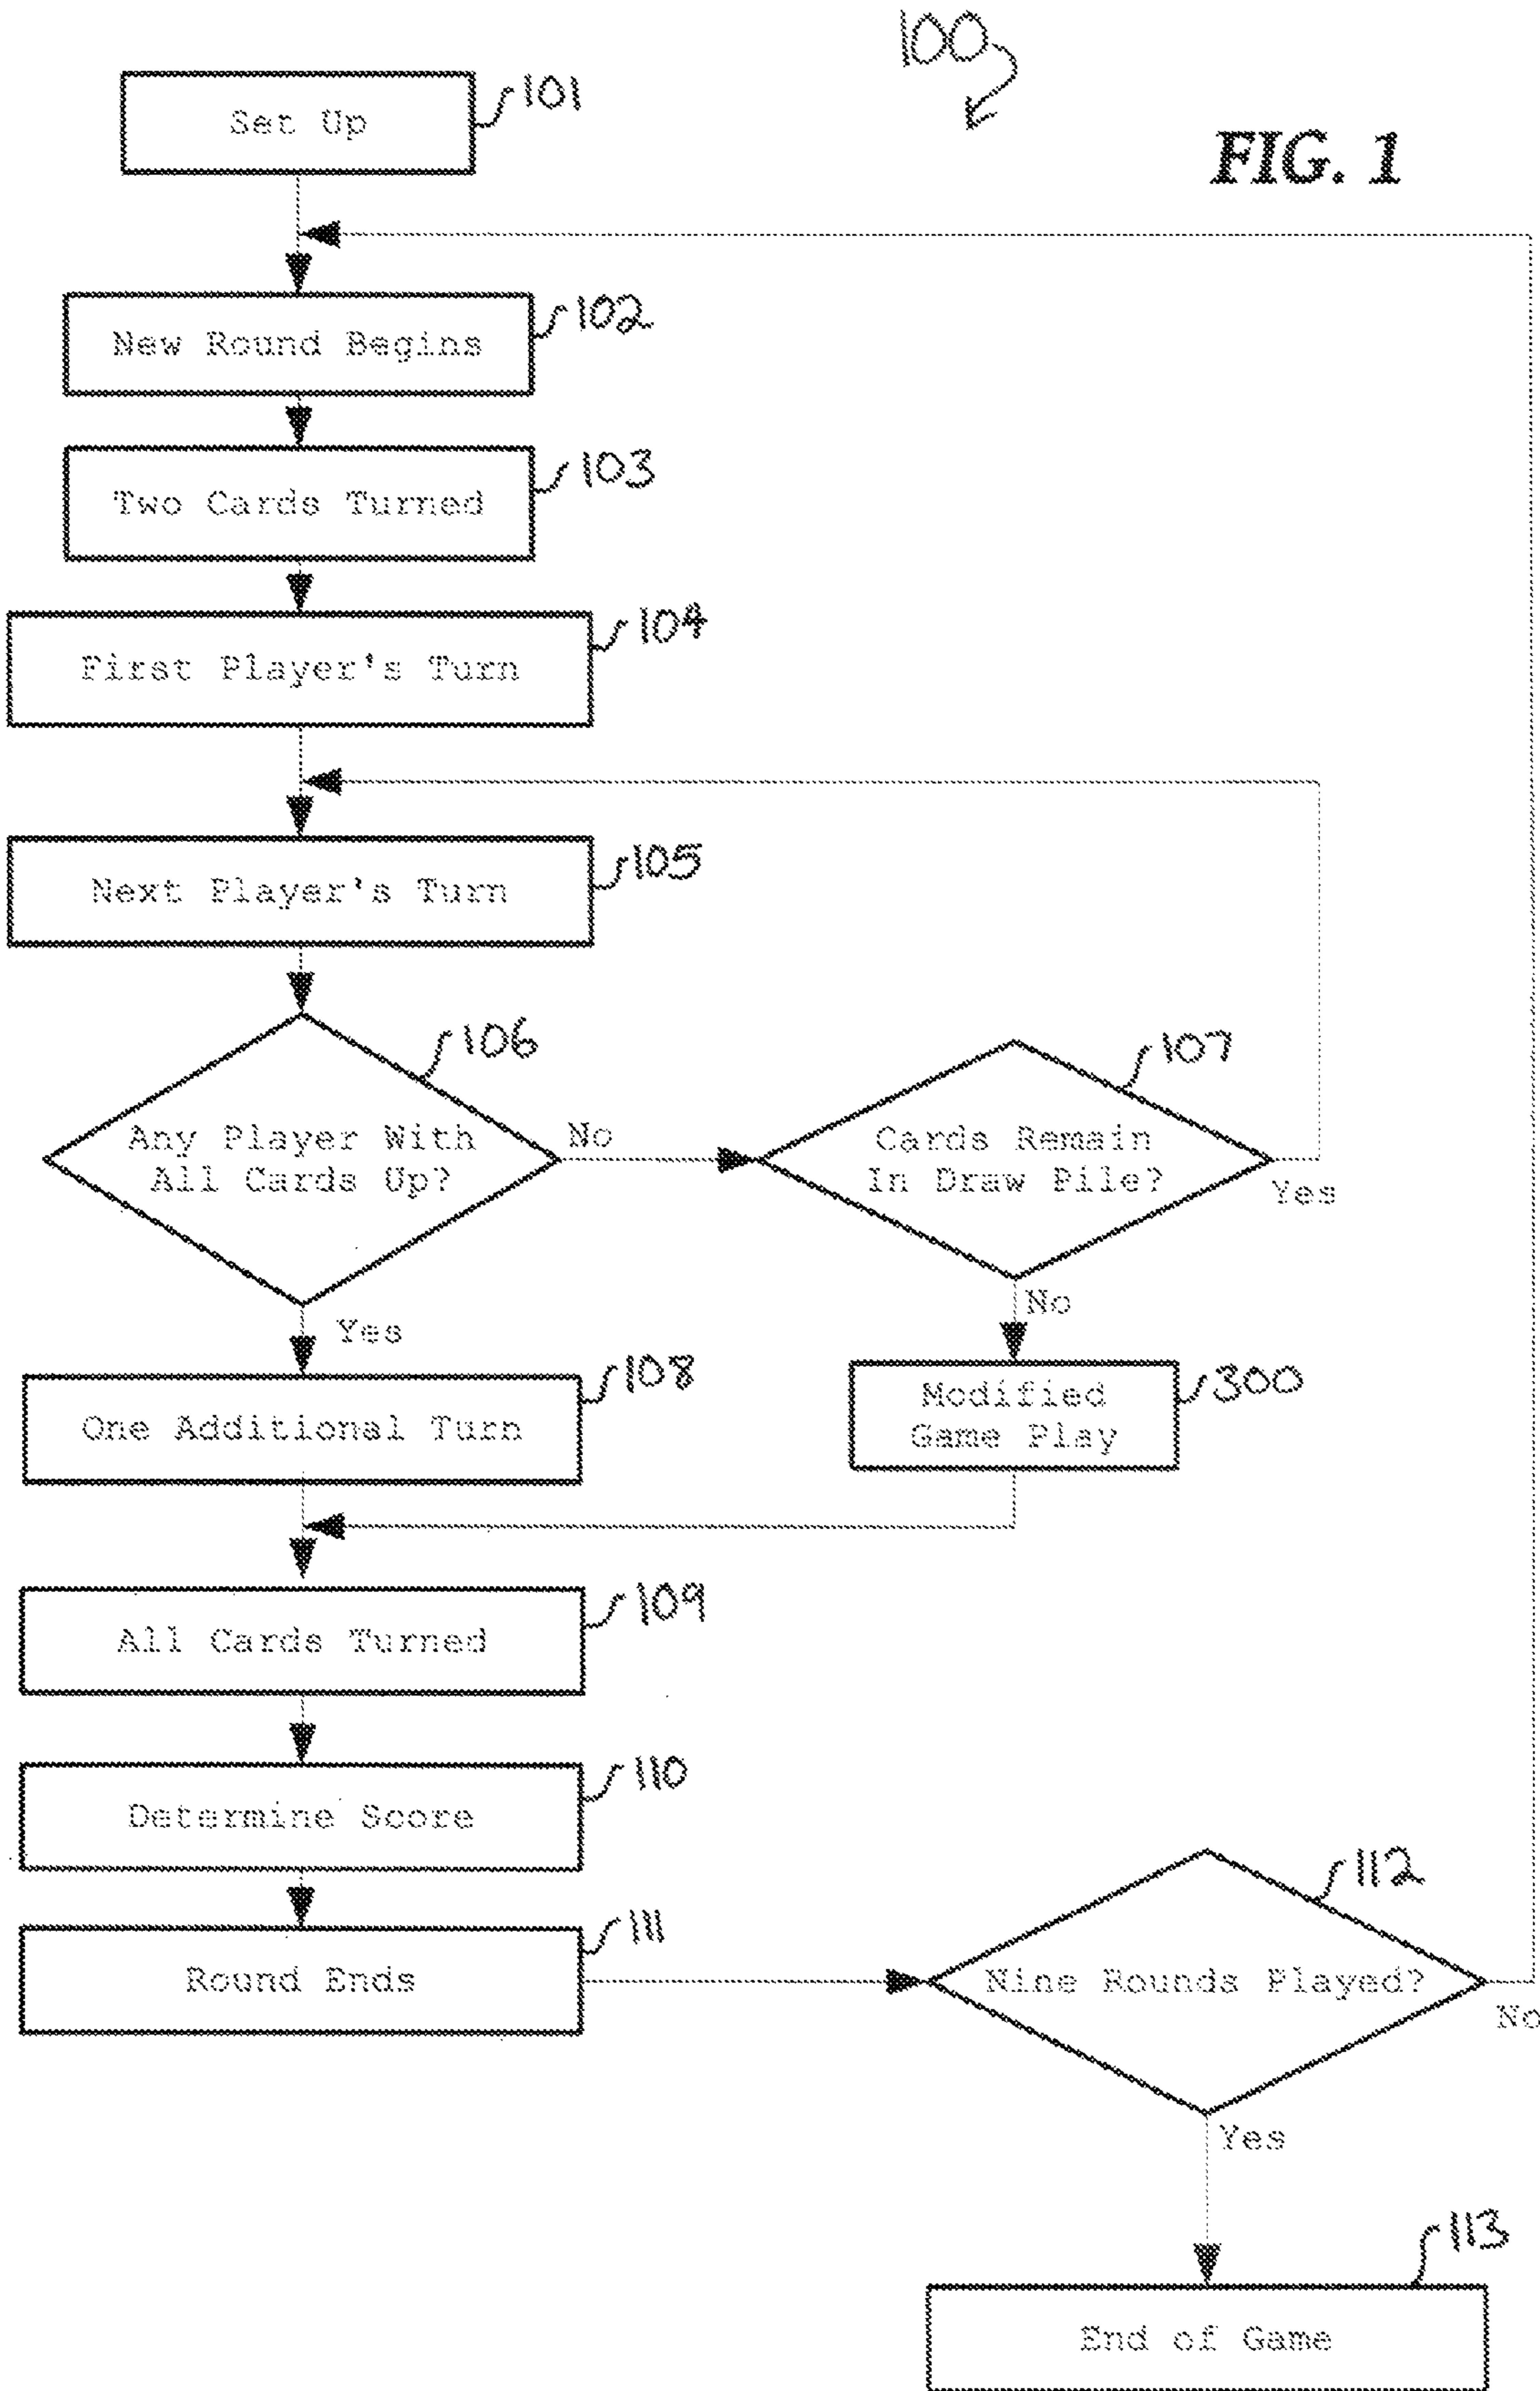 100
FIG. 1
Set Up
101
New Round Begins
102
Two Cards Turned
103
First Player's Turn
104
Next Player's Turn
105
Any Player With
All Cards Up?
106
No
Cards Remain
In Draw Pile?
107
Yes
No
Yes
One Additional Turn
108
Modified
Game Play
300
All Cards Turned
109
Determine Score
110
Round Ends
111
Nine Rounds Played?
112
No
Yes
End of Game
113